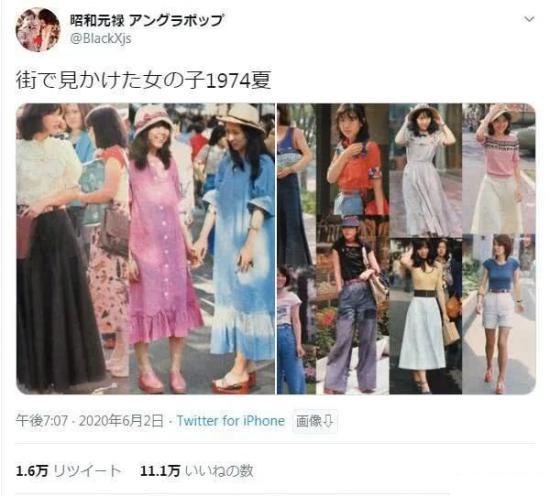 昭和元禄 アングラポップ
@BlackXjs
街で見かけた女の子1974夏
午後7:07 · 2020年6月2日 · Twitter for iPhone 画像⇩
1.6万 リツイート 11.1万 いいねの数